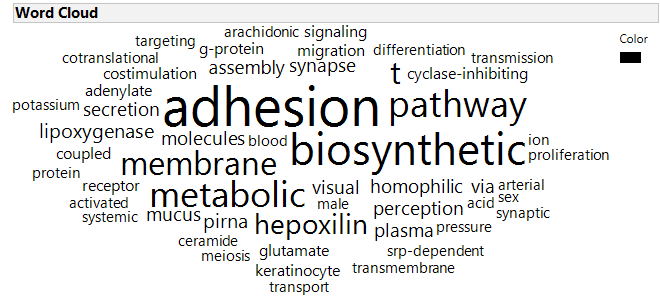 Word Cloud
Color
arachidonic signaling
targeting g-protein migration differentiation
cotranslational transmission
costimulation assembly synapse t cyclase-inhibiting
adenylate
potassium secretion adhesion pathway
lipoxygenase molecules blood biosynthetic ion
coupled membrane proliferation
protein
receptor metabolic visual homophilic via arterial
activated male acid sex
systemic mucus pirna hepoxilin perception synaptic
ceramide plasma pressure
meiosis glutamate srp-dependent
keratinocyte transmembrane
transport